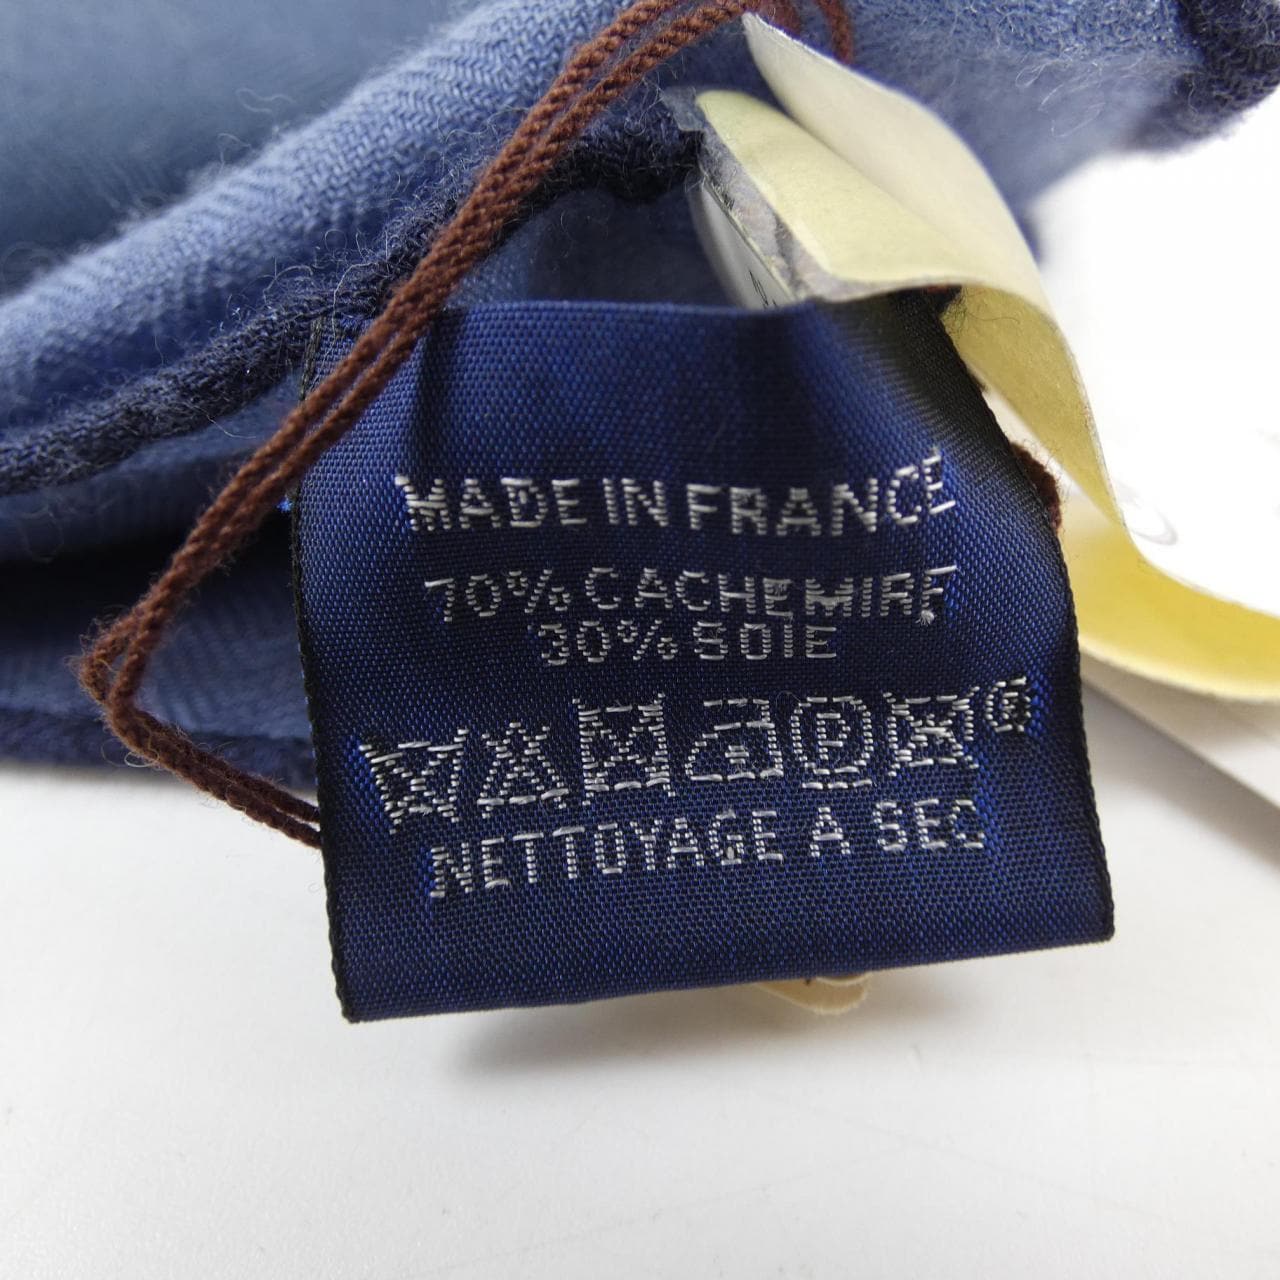 MADE IN FRANCE
70% CACHEMIRE
30% SOIE
P
NETTOYAGE A SEC